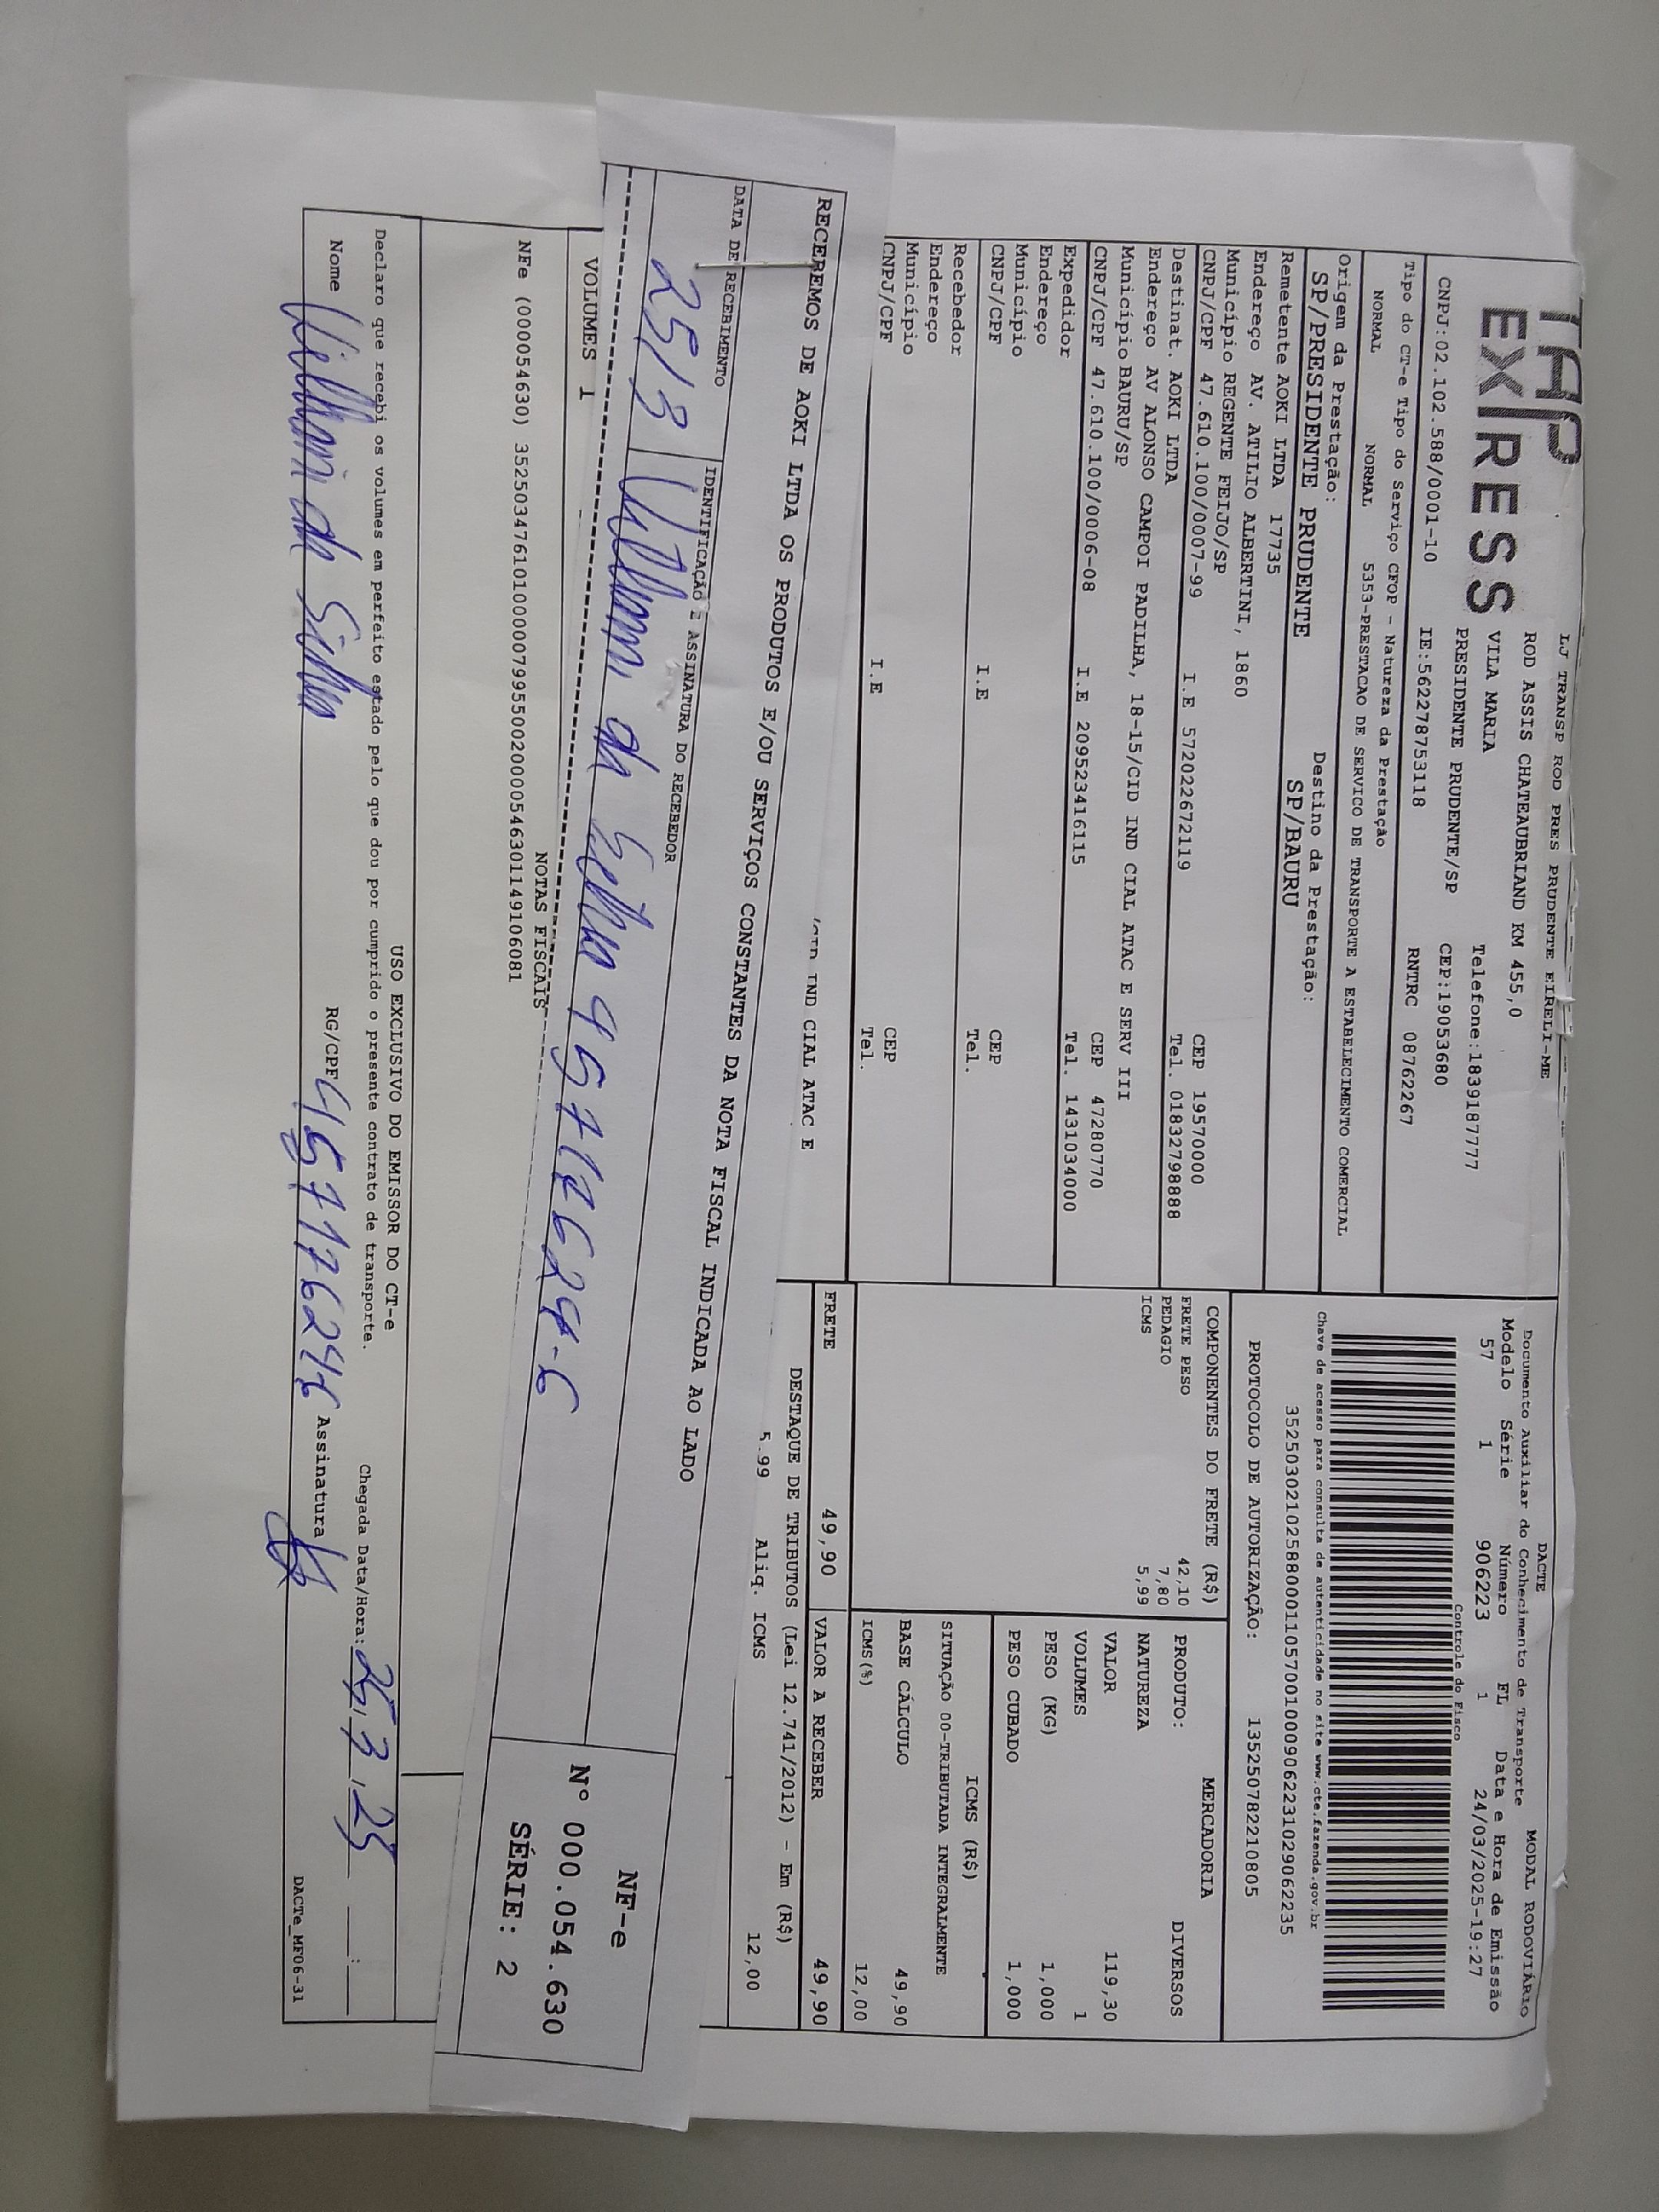 TAP
EXPRESS
LJ TRANSP ROD PRES PRUDENTE EIRELI-ME
ROD ASSIS CHATEAUBRIAND KM 455,0
VILA MARIA Telefone:1839187777
PRESIDENTE PRUDENTE/SP CEP:19053680
CNPJ:02.102.588/0001-10 IE:562278753118 RNTRC 08762267
Tipo do CT-e Tipo do Serviço CFOP - Natureza da Prestação
NORMAL NORMAL 5353-PRESTACAO DE SERVICO DE TRANSPORTE A ESTABELECIMENTO COMERCIAL
Origem da Prestação: Destino da Prestação:
SP/PRESIDENTE PRUDENTE SP/BAURU
Remetente AOKI LTDA 17735
Endereço AV. ATILIO ALBERTINI, 1860
Município REGENTE FEIJO/SP CEP 19570000
CNPJ/CPF 47.610.100/0007-99 I.E 572022672119 Tel. 01832798888
Destinat. AOKI LTDA
Endereço AV ALONSO CAMPOI PADILHA, 18-15/CID IND CIAL ATAC E SERV III
Município BAURU/SP CEP 47280770
CNPJ/CPF 47.610.100/0006-08 I.E 209523416115 Tel. 1431034000
Expedidor
Endereço
Município CEP
CNPJ/CPF I.E Tel.
Recebedor
Endereço
Município CEP
CNPJ/CPF I.E Tel.
IND CIAL ATAC E
DACTE MODAL RODOVIÁRIO
Documento Auxiliar do Conhecimento de Transporte
Modelo Série Número FL Data e Hora de Emissão
57 1 906223 1 24/03/2025-19:27
Controle do Fisco
Chave de acesso para consulta de autenticidade no site www.cte.fazenda.gov.br
35250302102588000110570010009062231029062235
PROTOCOLO DE AUTORIZAÇÃO: 135250782210805
COMPONENTES DO FRETE (R$)
FRETE PESO 42,10
PEDAGIO 7,80
ICMS 5,99
MERCADORIA
PRODUTO: DIVERSOS
NATUREZA
VALOR 119,30
VOLUMES 1
PESO (KG) 1,000
PESO CUBADO 1,000
ICMS (R$)
SITUAÇÃO 00-TRIBUTADA INTEGRALMENTE
BASE CÁLCULO 49,90
ICMS(%) 12,00
FRETE 49,90 VALOR A RECEBER 49,90
DESTAQUE DE TRIBUTOS (Lei 12.741/2012) - Em (R$)
5.99 Aliq. ICMS 12,00
RECEBEMOS DE AOKI LTDA OS PRODUTOS E/OU SERVIÇOS CONSTANTES DA NOTA FISCAL INDICADA AO LADO
DATA DE RECEBIMENTO IDENTIFICAÇÃO E ASSINATURA DO RECEBEDOR
25/3 William da Silva
NF-e
Nº 000.054.630
SÉRIE: 2
VOLUMES 1
NOTAS FISCAIS
NFe (000054630) 35250347610100000799550020000546301149106081
USO EXCLUSIVO DO EMISSOR DO CT-e
Declaro que recebi os volumes em perfeito estado pelo que dou por cumprido o presente contrato de transporte. Chegada Data/Hora: 25,3,25 :
Nome Willиam da Silva RG/CPF Assinatura
DACTe_MF06-31